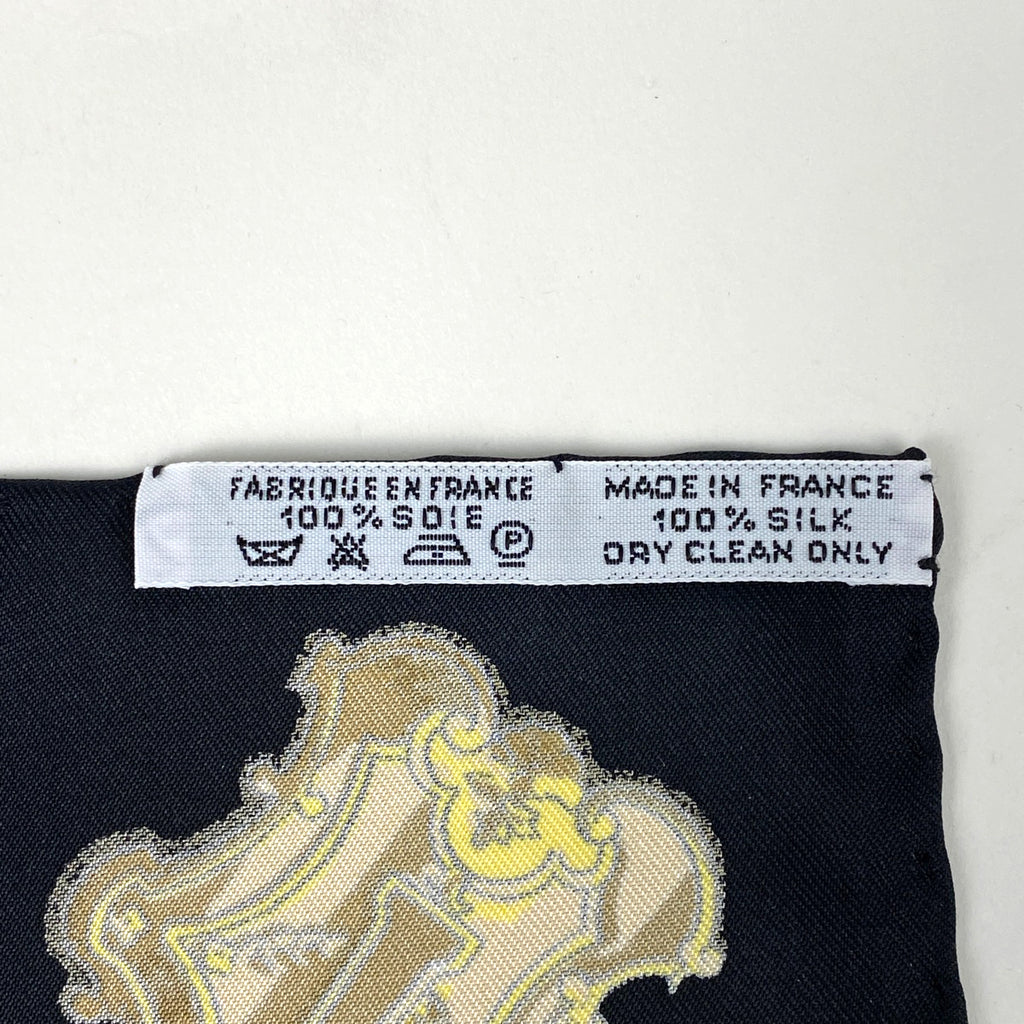 FABRIQUE EN FRANCE
100 % SOIE
P
MADE IN FRANCE
100 % SILK
DRY CLEAN ONLY